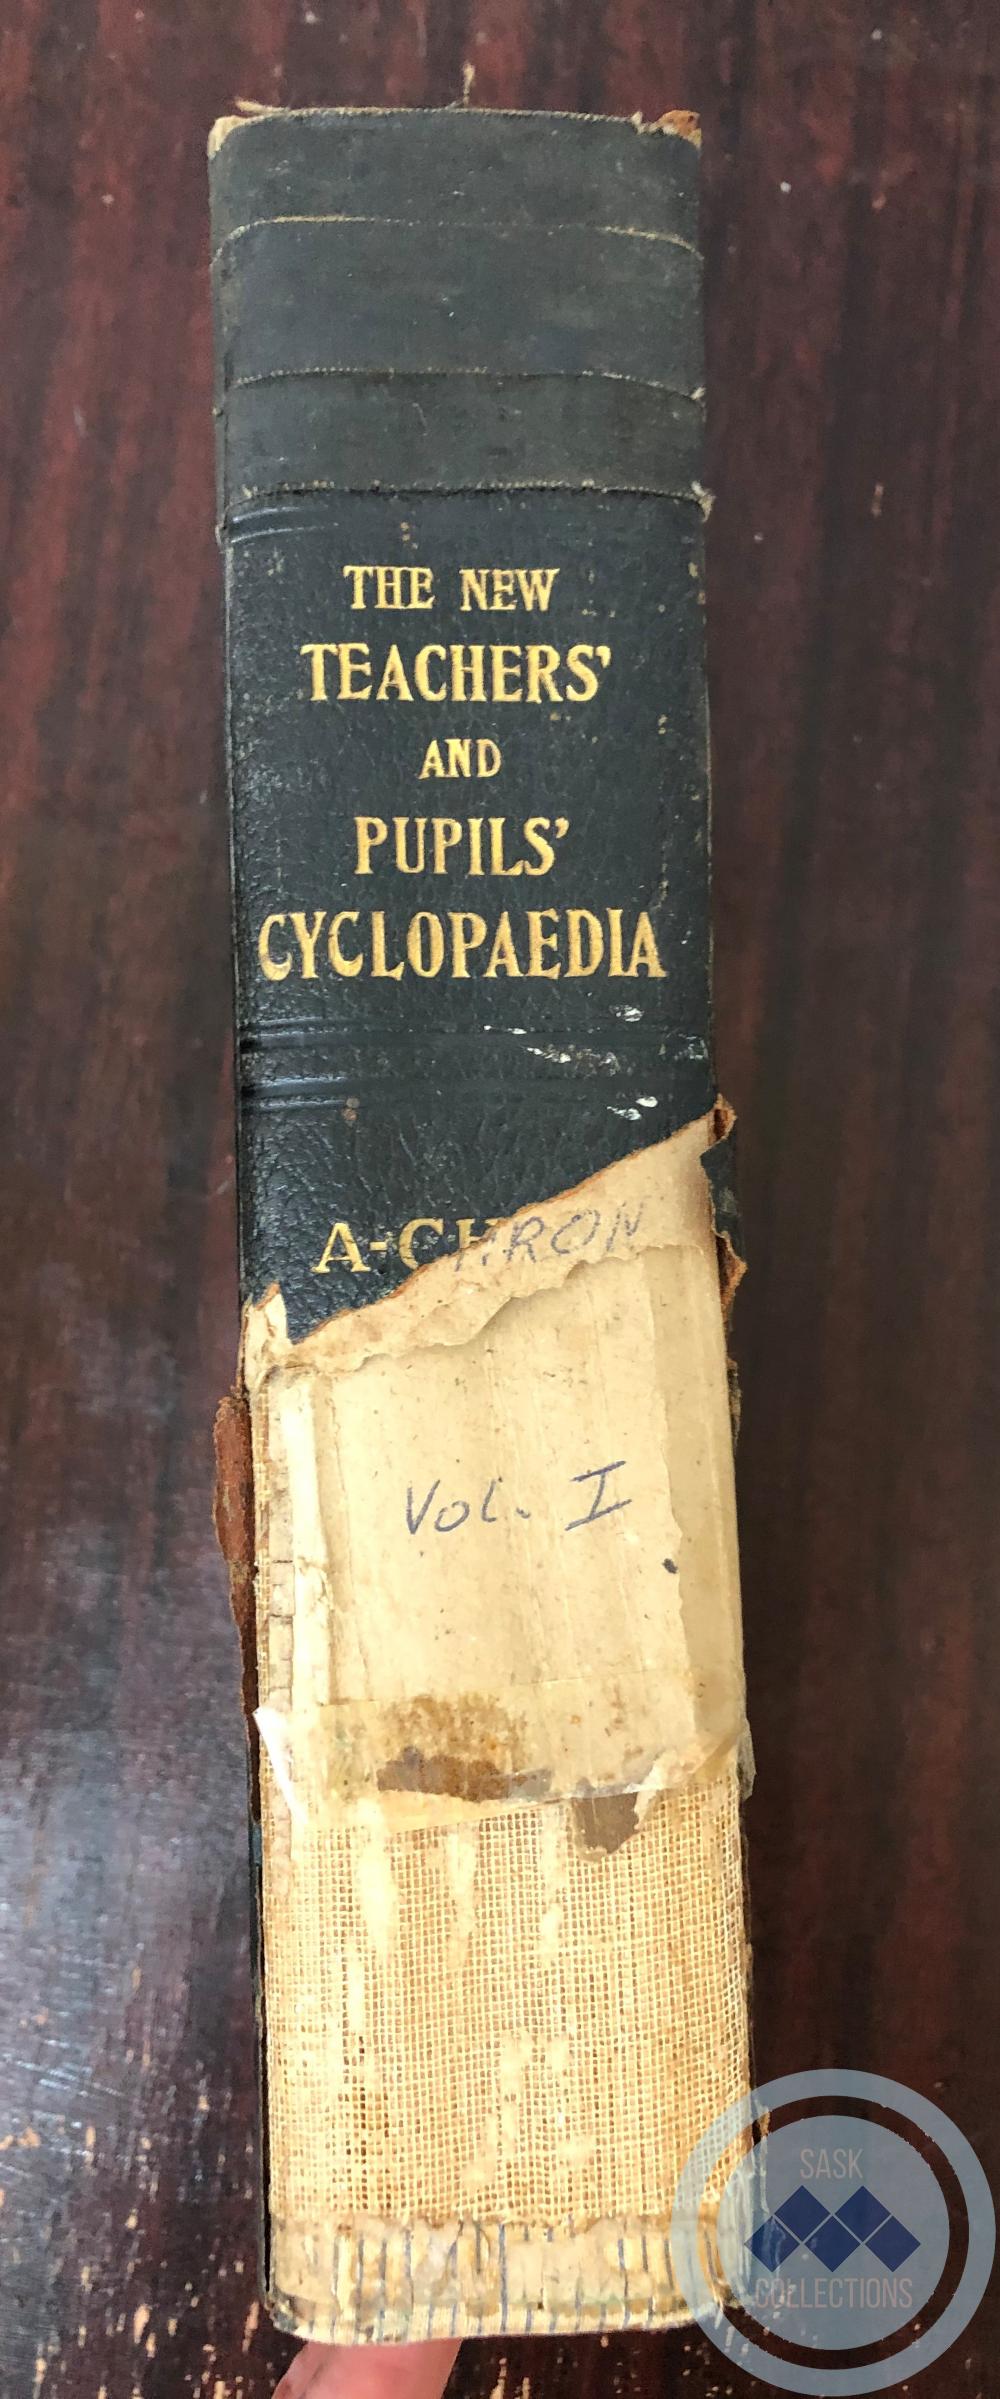 THE NEW
TEACHERS'
AND
PUPILS'
CYCLOPAEDIA
A-CHRON
VOL. I
SASK
COLLECTIONS